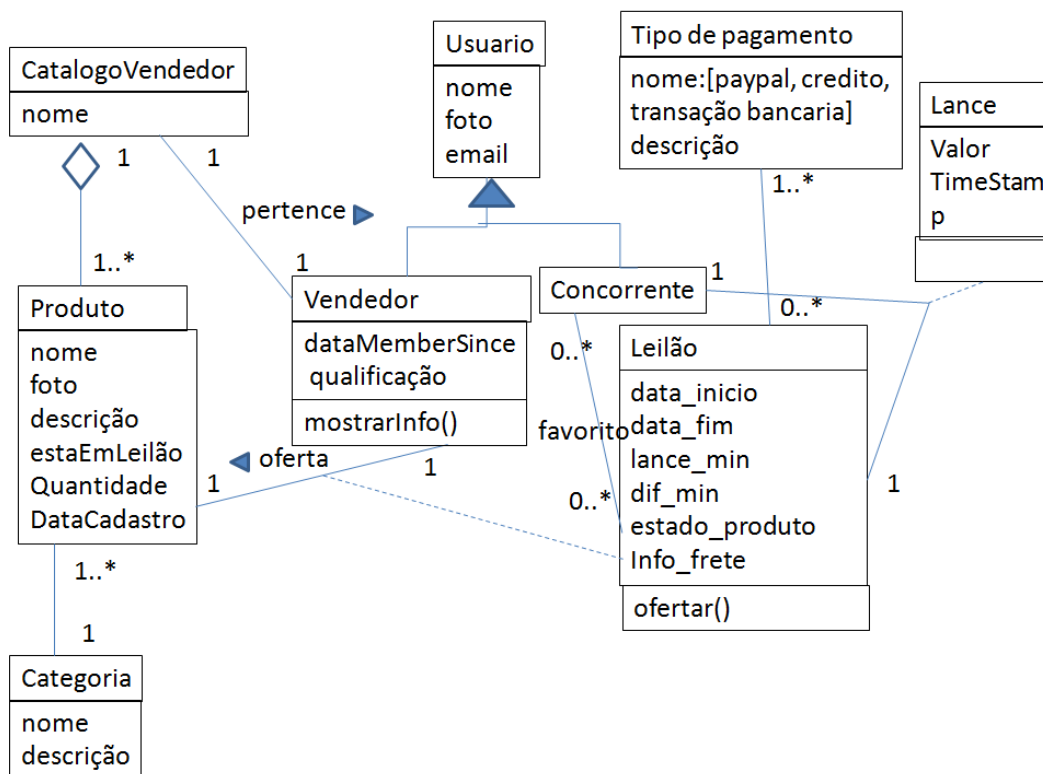 CatalogoVendedor
nome
1
1
1..*
pertence
1
Usuario
nome
foto
email
Tipo de pagamento
nome:[paypal, credito,
transação bancaria]
descrição
1..*
0..*
Lance
Valor
TimeStam
p
Produto
nome
foto
descrição
estaEmLeilão
Quantidade
DataCadastro
1
oferta
1
Vendedor
dataMemberSince
qualificação
mostrarInfo()
Concorrente
1
0..*
favorito
0..*
Leilão
data_inicio
data_fim
lance_min
dif_min
estado_produto
Info_frete
ofertar()
1
1..*
1
Categoria
nome
descrição